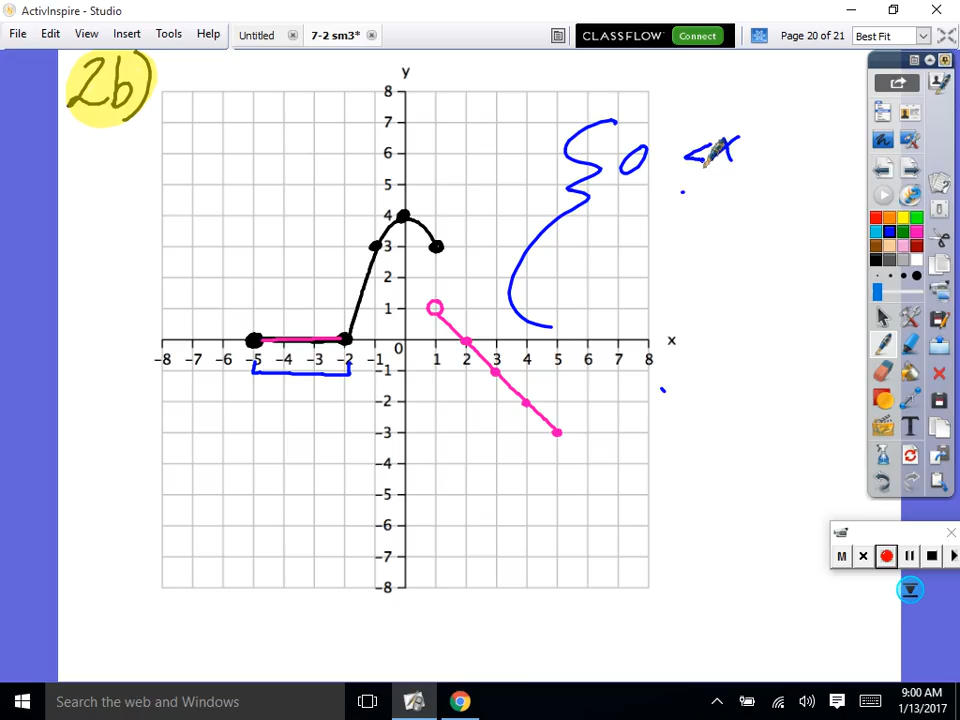 ActivInspire - Studio
File Edit View Insert Tools Help Untitled 7-2 sm3* CLASSFLOW Connect Page 20 of 21 Best Fit
2b)
y
8
7
6
5
4
3
2
1
-8 -7 -6 -5 -4 -3 -2 -1 0 1 2 3 4 5 6 7 8 x
-1
-2
-3
-4
-5
-6
-7
-8
0 <x
T
M
Search the web and Windows
9:00 AM
1/13/2017